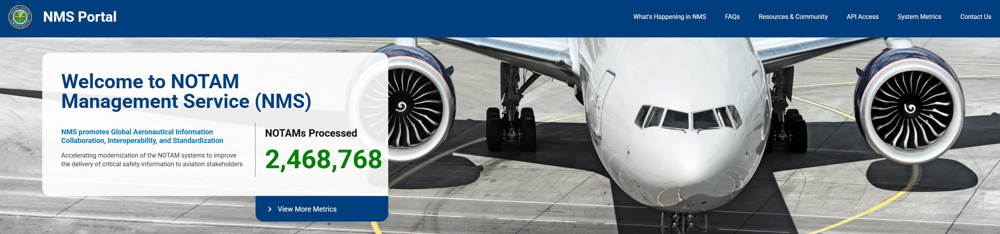 FEDERAL AVIATION ADMINISTRATION
NMS Portal
What's Happening in NMS
FAQs
Resources & Community
API Access
System Metrics
Contact Us
Welcome to NOTAM
Management Service (NMS)
NMS promotes Global Aeronautical Information
Collaboration, Interoperability, and Standardization
Accelerating modernization of the NOTAM systems to improve
the delivery of critical safety information to aviation stakeholders
NOTAMs Processed
2,468,768
View More Metrics